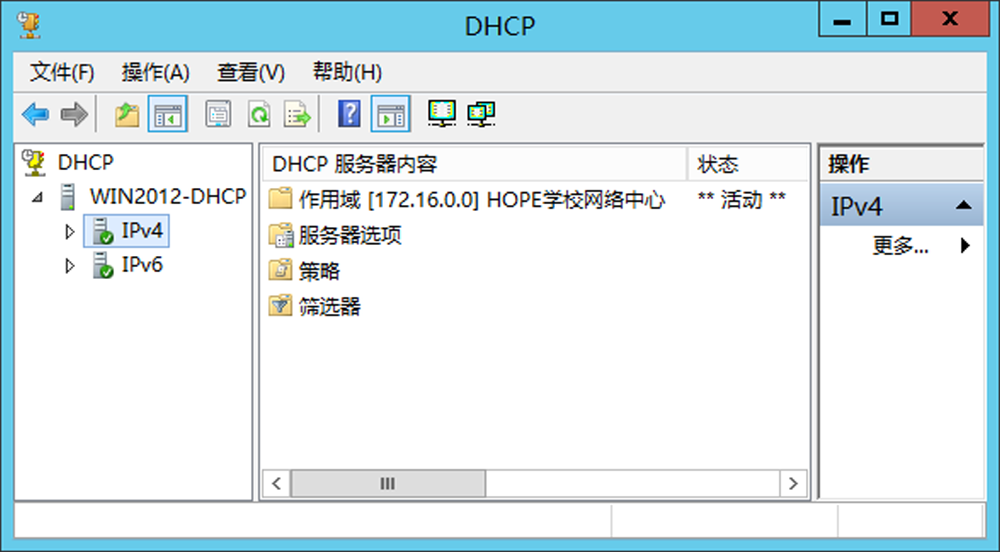 DHCP
文件(F) 操作(A) 查看(V) 帮助(H)
DHCP
WIN2012-DHCP
IPv4
IPv6
DHCP 服务器内容 状态
作用域 [172.16.0.0] HOPE学校网络中心 ** 活动 **
服务器选项
策略
筛选器
操作
IPv4
更多...